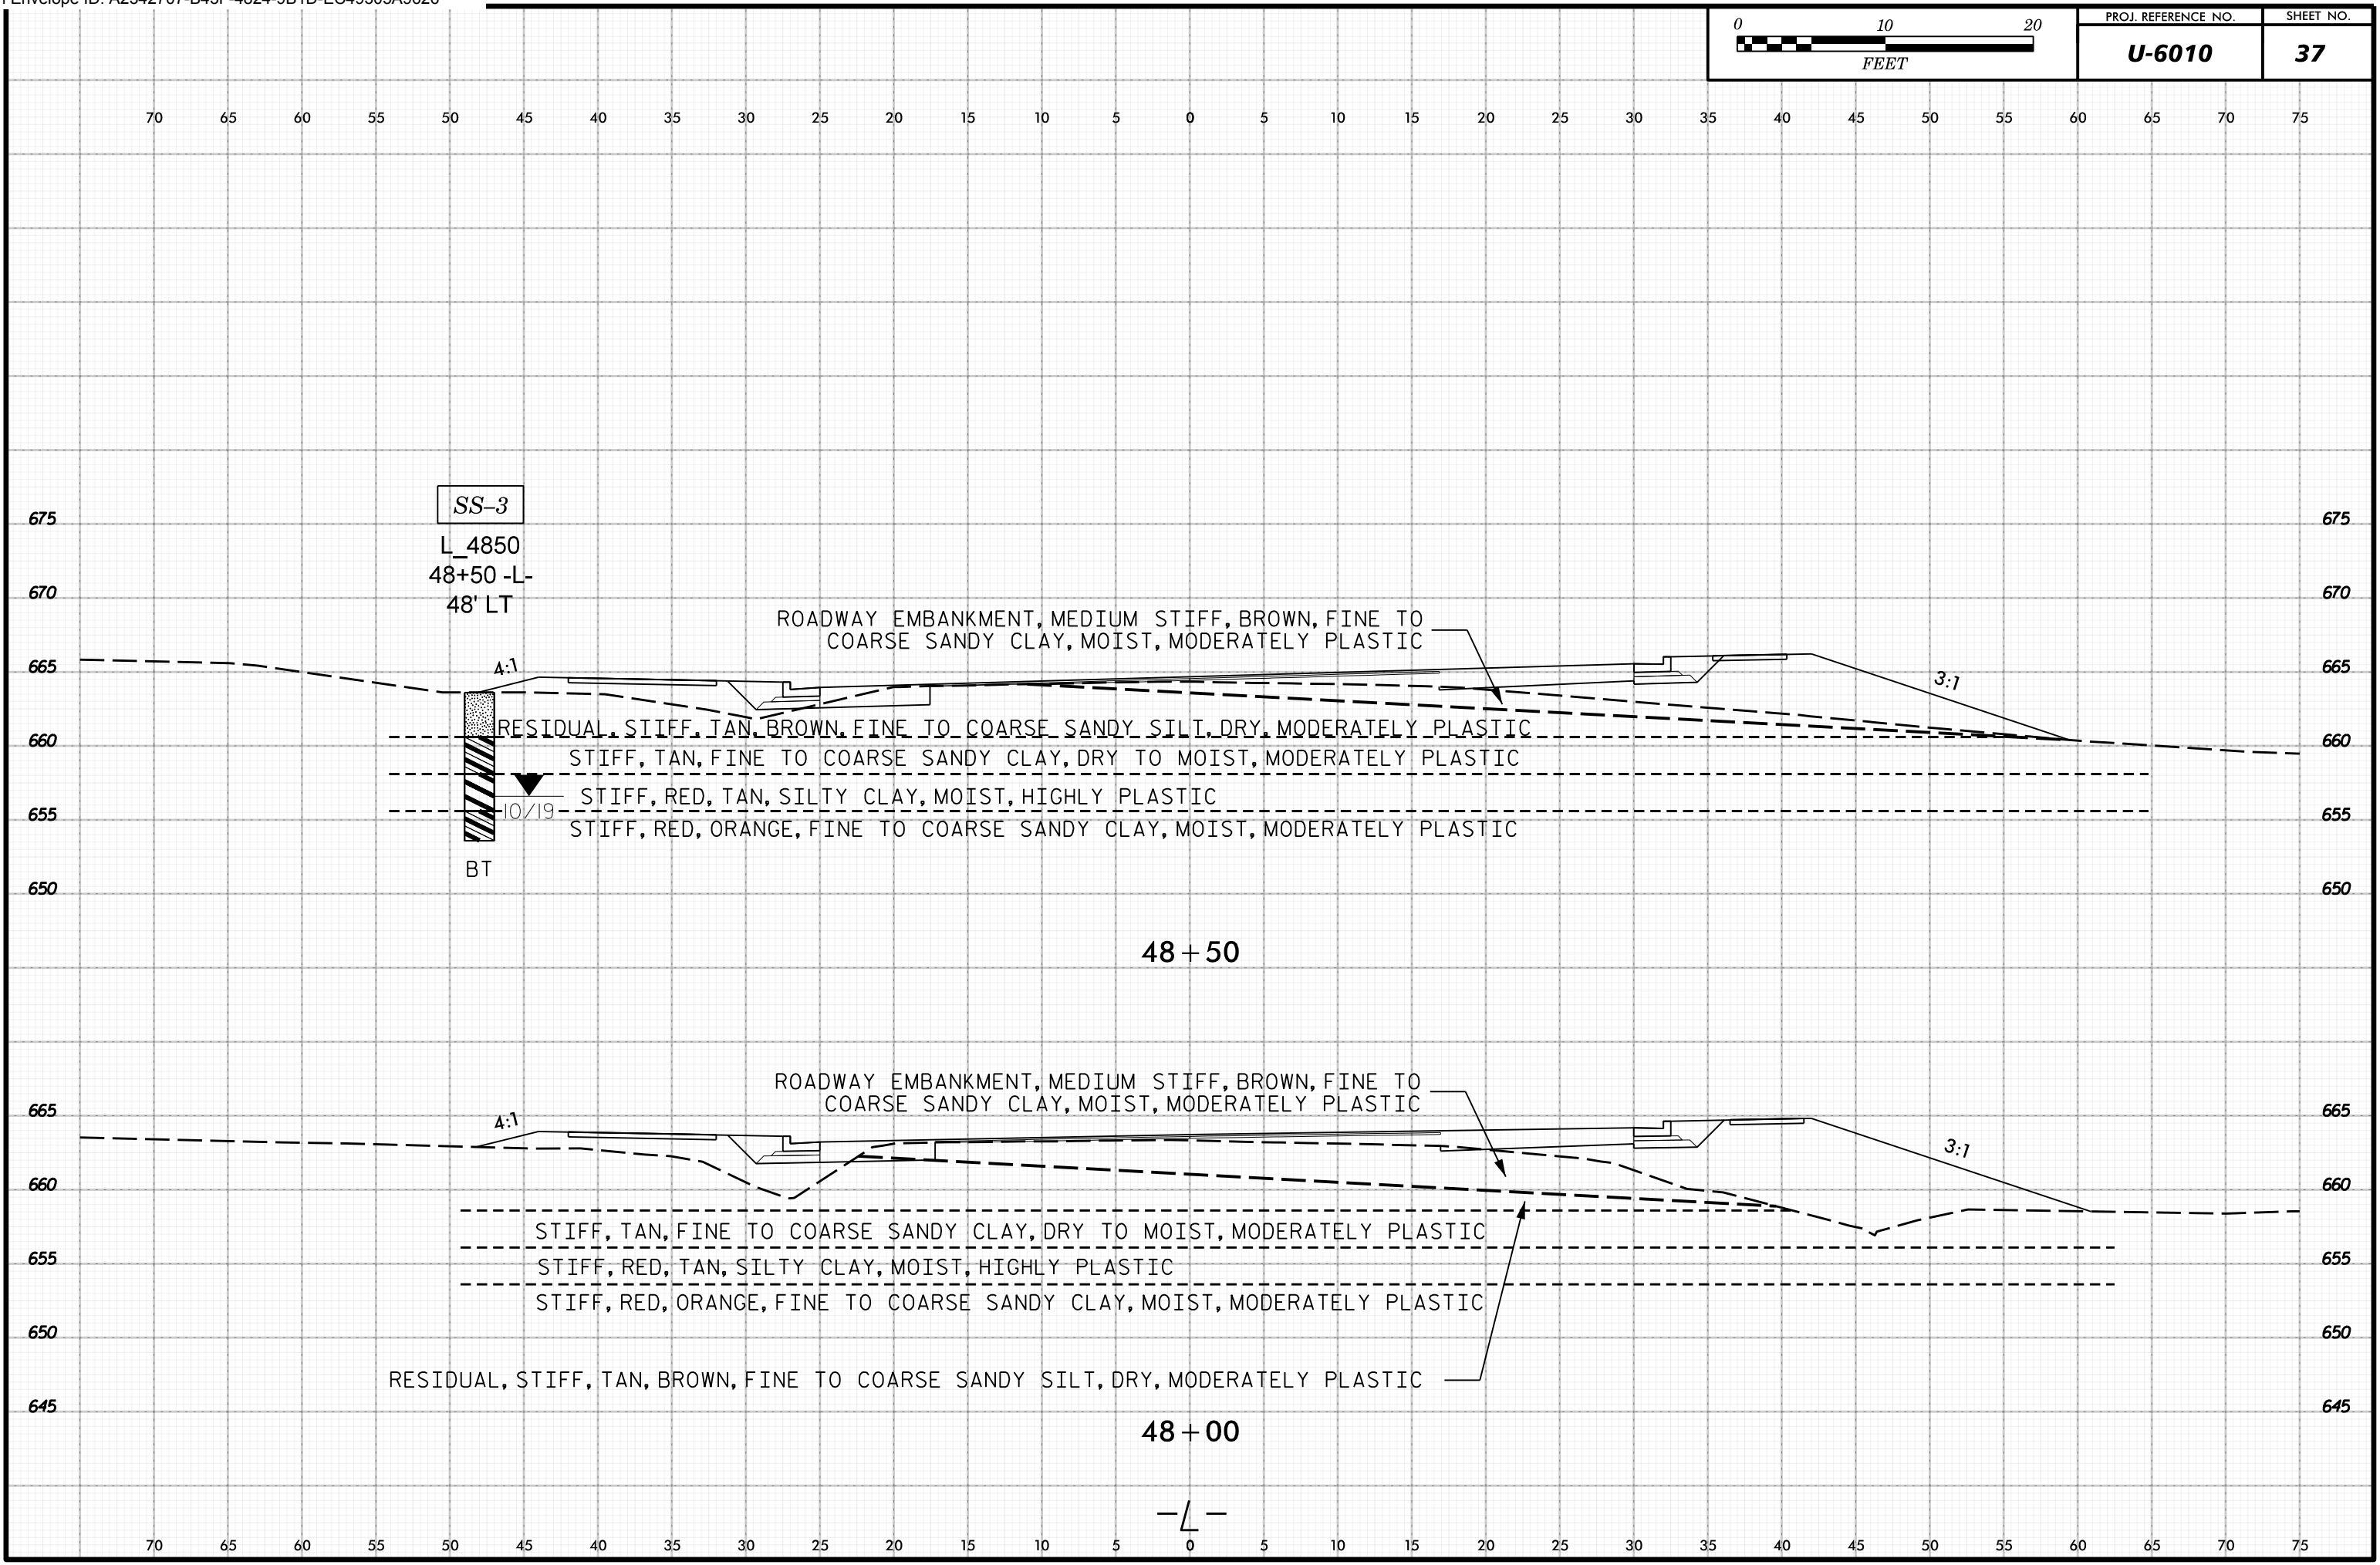 0 10 20
FEET
PROJ. REFERENCE NO.
SHEET NO.
U-6010
37
70 65 60 55 50 45 40 35 30 25 20 15 10 5 0 5 10 15 20 25 30 35 40 45 50 55 60 65 70 75
SS-3
675 675
L_4850
48+50 -L-
670 670
48' LT
ROADWAY EMBANKMENT, MEDIUM STIFF, BROWN, FINE TO
COARSE SANDY CLAY, MOIST, MODERATELY PLASTIC
665 4:1 665
3:1
RESIDUAL, STIFF, TAN, BROWN, FINE TO COARSE SANDY SILT, DRY, MODERATELY PLASTIC
660 660
STIFF, TAN, FINE TO COARSE SANDY CLAY, DRY TO MOIST, MODERATELY PLASTIC
STIFF, RED, TAN, SILTY CLAY, MOIST, HIGHLY PLASTIC
10/19
655 655
STIFF, RED, ORANGE, FINE TO COARSE SANDY CLAY, MOIST, MODERATELY PLASTIC
BT
650 650
48+50
ROADWAY EMBANKMENT, MEDIUM STIFF, BROWN, FINE TO
COARSE SANDY CLAY, MOIST, MODERATELY PLASTIC
665 665
4:1
3:1
660 660
STIFF, TAN, FINE TO COARSE SANDY CLAY, DRY TO MOIST, MODERATELY PLASTIC
655 655
STIFF, RED, TAN, SILTY CLAY, MOIST, HIGHLY PLASTIC
STIFF, RED, ORANGE, FINE TO COARSE SANDY CLAY, MOIST, MODERATELY PLASTIC
650 650
RESIDUAL, STIFF, TAN, BROWN, FINE TO COARSE SANDY SILT, DRY, MODERATELY PLASTIC
645 645
48+00
-L-
70 65 60 55 50 45 40 35 30 25 20 15 10 5 0 5 10 15 20 25 30 35 40 45 50 55 60 65 70 75